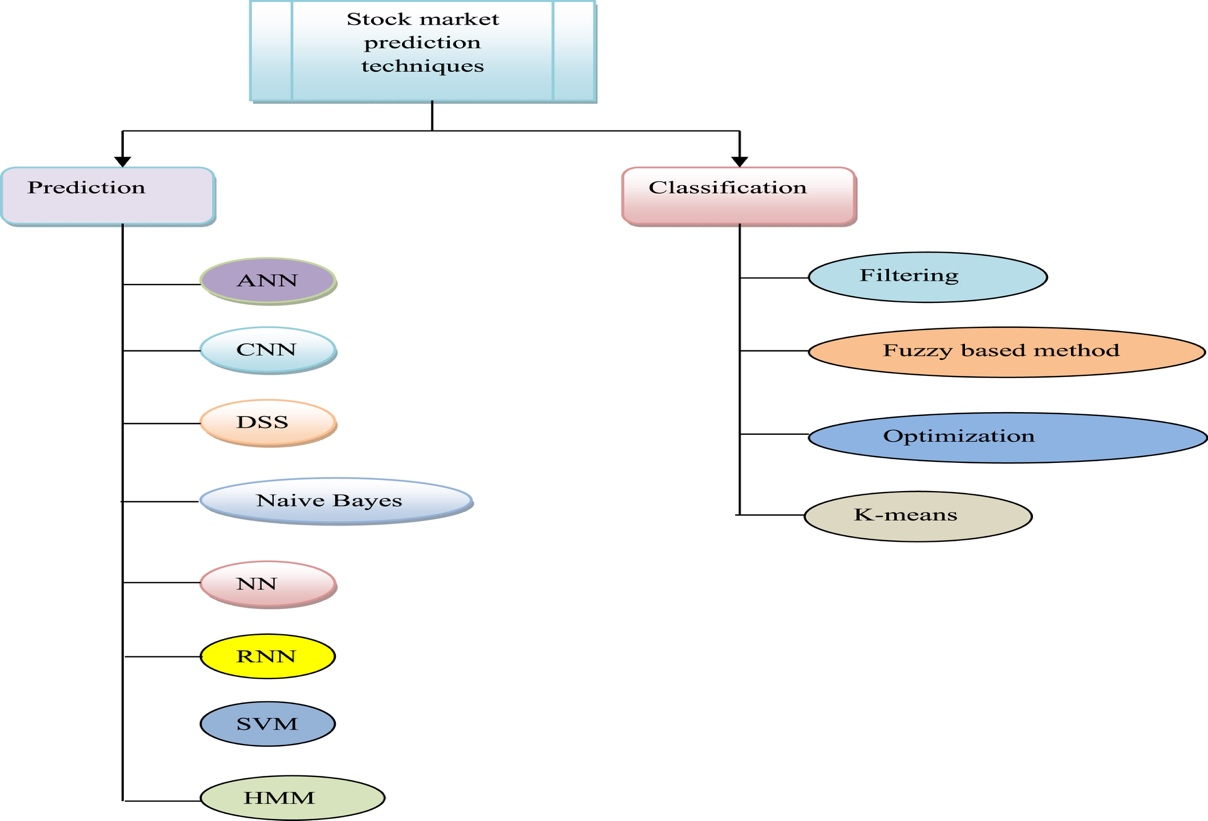 Stock market
prediction
techniques
Prediction
Classification
ANN
CNN
DSS
Naive Bayes
NN
RNN
SVM
HMM
Filtering
Fuzzy based method
Optimization
K-means